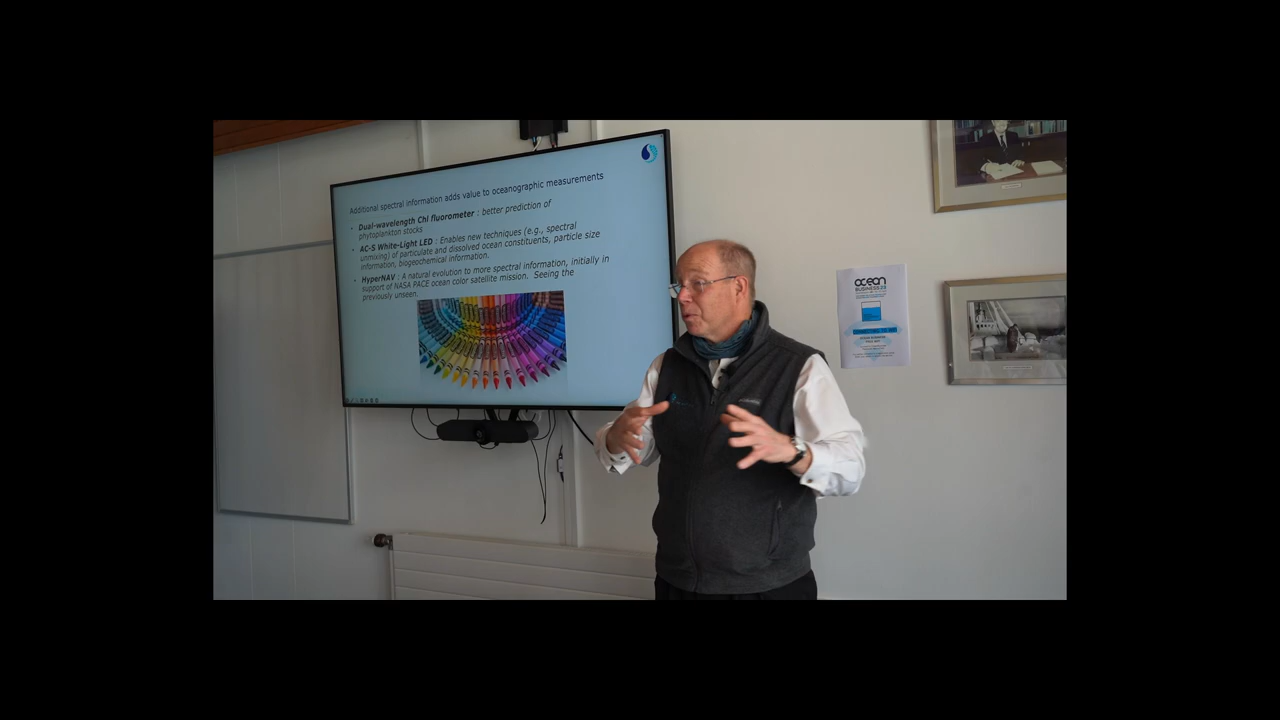 Additional spectral information adds value to oceanographic measurements
• Dual-wavelength Chl fluorometer : better prediction of
phytoplankton stocks
• AC-S White-Light LED : Enables new techniques (e.g., spectral
unmixing) of particulate and dissolved ocean constituents, particle size
information, biogeochemical information.
• HyperNAV : A natural evolution to more spectral information, initially in
support of NASA PACE ocean color satellite mission. Seeing the
previously unseen.
OCEAN
BUSINESS23